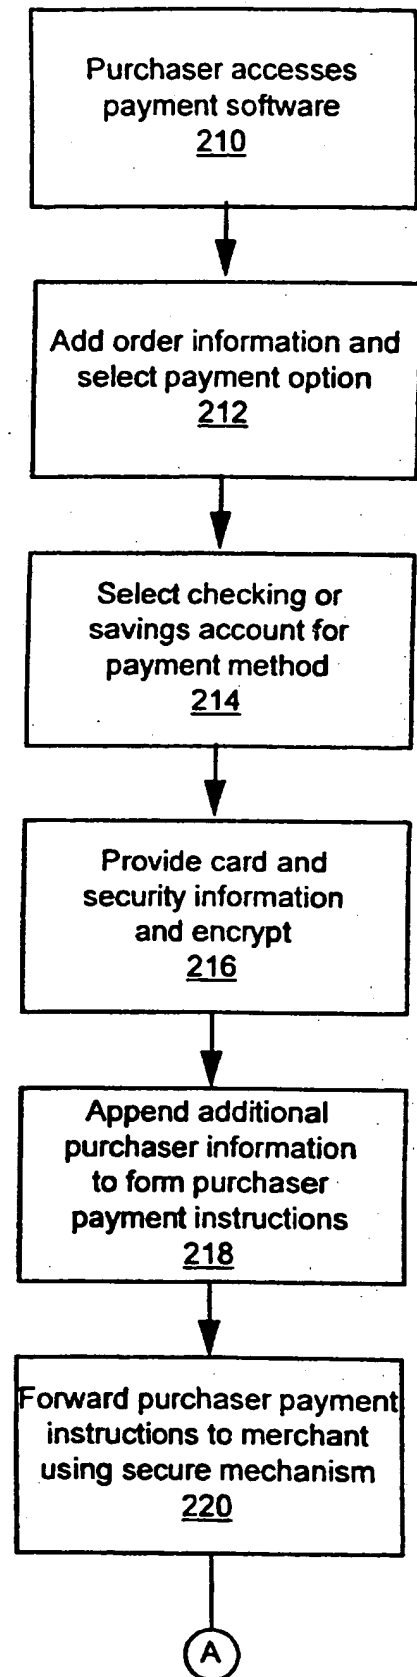 Purchaser accesses
payment software
210
Add order information and
select payment option
212
Select checking or
savings account for
payment method
214
Provide card and
security information
and encrypt
216
Append additional
purchaser information
to form purchaser
payment instructions
218
Forward purchaser payment
instructions to merchant
using secure mechanism
220
A